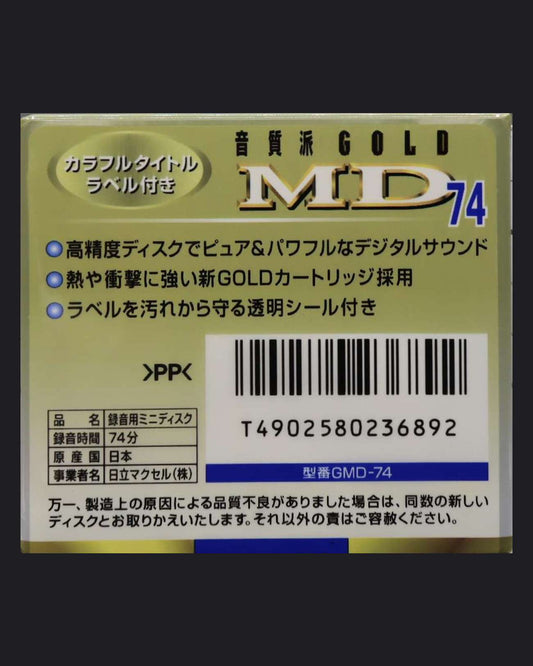 カラフルタイトル
ラベル付き
音質派 GOLD
MD74
高精度ディスクでピュア&パワフルなデジタルサウンド
熱や衝撃に強い新GOLDカートリッジ採用
ラベルを汚れから守る透明シール付き
>PP<
T4902580236892
型番GMD-74
品名 録音用ミニディスク
録音時間 74分
原産国 日本
事業者名 日立マクセル(株)
万一、製造上の原因による品質不良がありました場合は、同数の新しい
ディスクとお取りかえいたします。それ以外の責はご容赦ください。